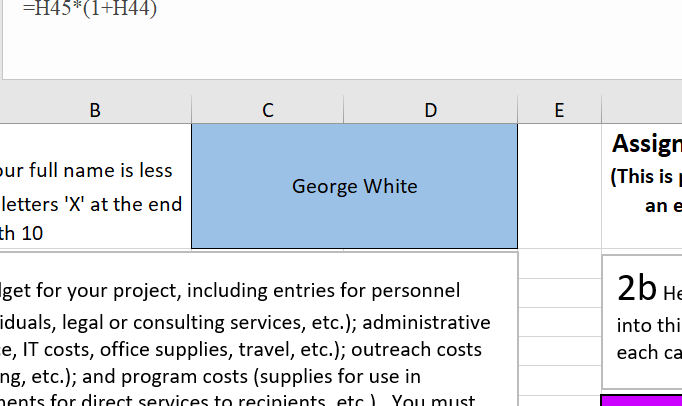 =H45*(1+H44)
B C D E
our full name is less
letters 'X' at the end
th 10
George White
Assign
(This is
an e
get for your project, including entries for personnel
iduals, legal or consulting services, etc.); administrative
e, IT costs, office supplies, travel, etc.); outreach costs
ng, etc.); and program costs (supplies for use in
ments for direct services to recipients, etc.). You must
2b He
into thi
each ca